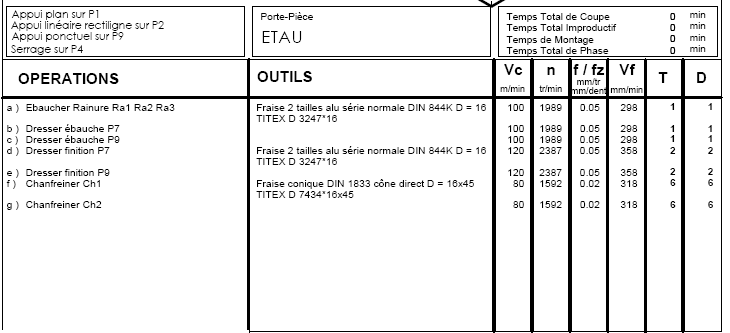 Appui plan sur P1
Appui linéaire rectiligne sur P2
Appui ponctuel sur P9
Serrage sur P4
Porte-Pièce
ETAU
Temps Total de Coupe 0 min
Temps Total Improductif 0 min
Temps de Montage 0 min
Temps Total de Phase 0 min
OPERATIONS OUTILS Vc n f / fz Vf T D
m/min tr/min mm/tr mm/dent mm/min
a ) Ebaucher Rainure Ra1 Ra2 Ra3 Fraise 2 tailles alu série normale DIN 844K D = 16 100 1989 0.05 298 1 1
TITEX D 3247*16
b ) Dresser ébauche P7 100 1989 0.05 298 1 1
c ) Dresser ébauche P9 100 1989 0.05 298 1 1
d ) Dresser finition P7 Fraise 2 tailles alu série normale DIN 844K D = 16 120 2387 0.05 358 2 2
TITEX D 3247*16
e ) Dresser finition P9 120 2387 0.05 358 2 2
f ) Chanfreiner Ch1 Fraise conique DIN 1833 cône direct D = 16x45 80 1592 0.02 318 6 6
TITEX D 7434*16x45
g ) Chanfreiner Ch2 80 1592 0.02 318 6 6